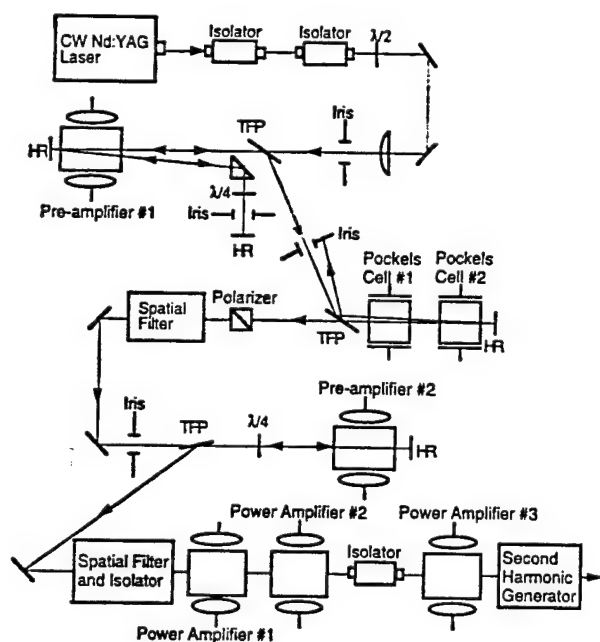 CW Nd:YAG
Laser
Isolator
Isolator
λ/2
HR
Pre-amplifier #1
TFP
Iris
λ/4
Iris
HR
Iris
Pockels
Cell #1
Pockels
Cell #2
HR
TFP
Polarizer
Spatial
Filter
Iris
TFP
λ/4
Pre-amplifier #2
HR
Spatial Filter
and Isolator
Power Amplifier #1
Power Amplifier #2
Isolator
Power Amplifier #3
Second
Harmonic
Generator